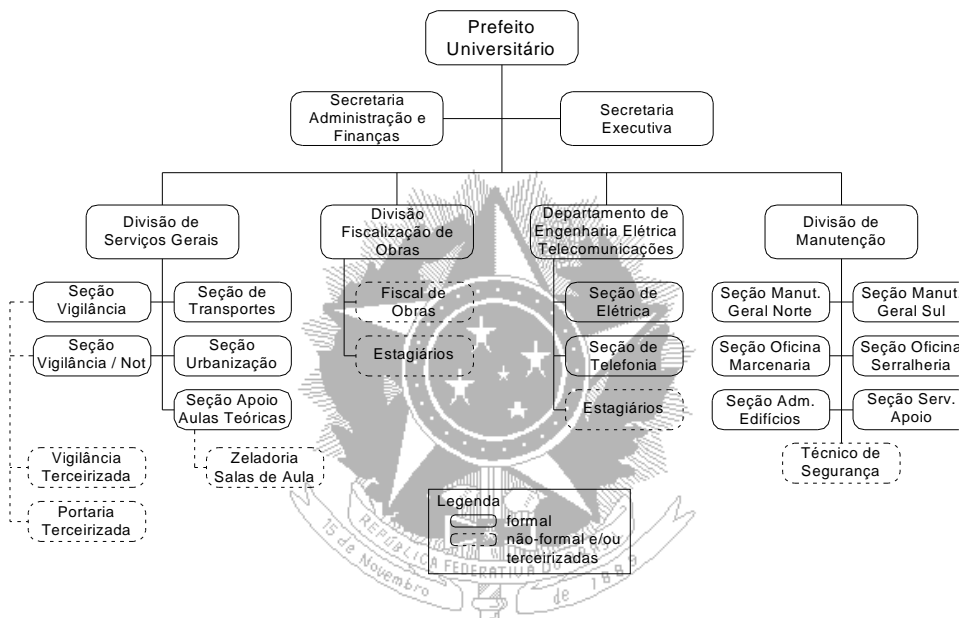 Prefeito
Universitário
Secretaria
Administração e
Finanças
Secretaria
Executiva
Divisão de
Serviços Gerais
Divisão
Fiscalização de
Obras
Departamento de
Engenharia Elétrica
Telecomunicações
Divisão de
Manutenção
Seção
Vigilância
Seção de
Transportes
Fiscal de
Obras
Seção de
Elétrica
Seção Manut.
Geral Norte
Seção Manut.
Geral Sul
Seção
Vigilância / Not
Seção
Urbanização
Estagiários
Seção de
Telefonia
Seção Oficina
Marcenaria
Seção Oficina
Serralheria
Seção Apoio
Aulas Teóricas
Estagiários
Seção Adm.
Edifícios
Seção Serv.
Apoio
Vigilância
Terceirizada
Zeladoria
Salas de Aula
Técnico de
Segurança
Portaria
Terceirizada
Legenda
formal
não-formal e/ou
terceirizadas
REPÚBLICA FEDERATIVA DO BRAS
15 de Novembro
de 1889